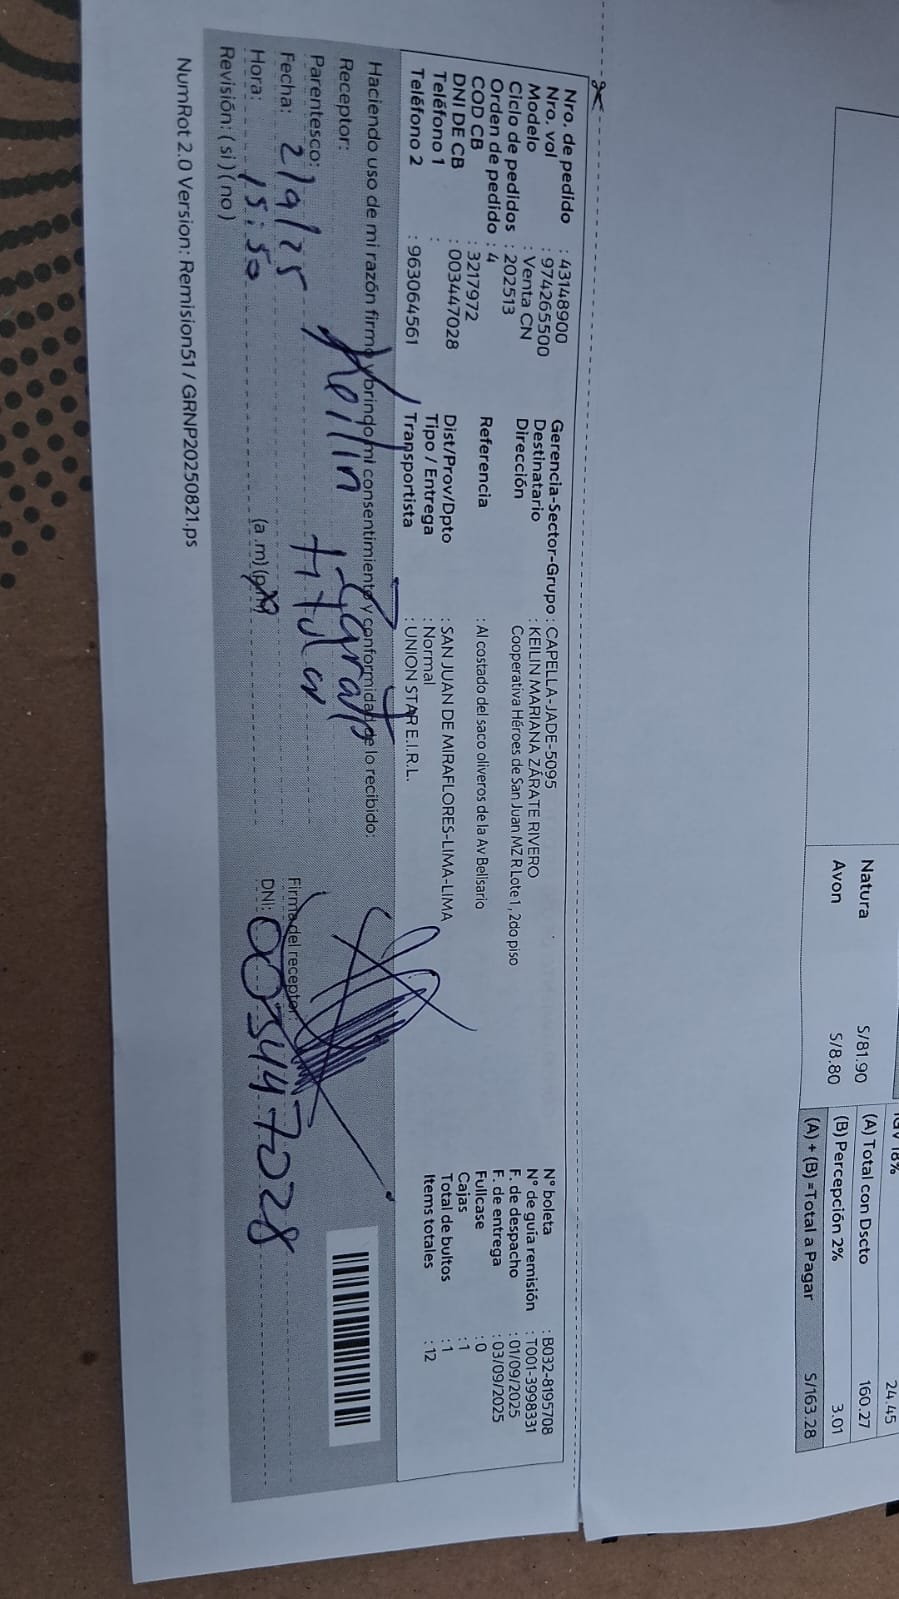 IGV 18% 24.45
Natura S/81.90 (A) Total con Dscto 160.27
Avon S/8.80 (B) Percepción 2% 3.01
(A) + (B) =Total a Pagar S/163.28
Nro. de pedido : 43148900
Nro. vol : 974265500
Modelo : Venta CN
Ciclo de pedidos : 202513
Orden de pedido : 4
COD CB : 3217972
DNI DE CB : 003447028
Teléfono 1 :
Teléfono 2 : 963064561
Gerencia-Sector-Grupo : CAPELLA-JADE-5095
Destinatario : KEILIN MARIANA ZÁRATE RIVERO
Dirección Cooperativa Héroes de San Juan MZ R Lote 1, 2do piso
Referencia : Al costado del saco oliveros de la Av Belisario
Dist/Prov/Dpto : SAN JUAN DE MIRAFLORES-LIMA-LIMA
Tipo / Entrega : Normal
Transportista : UNION STAR E.I.R.L.
N° boleta : B032-8195708
N° de guía remisión : T001-3998331
F. de despacho : 01/09/2025
F. de entrega : 03/09/2025
Fullcase : 0
Cajas : 1
Total de bultos : 1
Items totales : 12
Haciendo uso de mi razón firmo y brindo mi consentimiento y conformidad de lo recibido:
Receptor: Keilin Zarate
Parentesco: titular
Fecha: 2/9/25 Firma del receptor:
Hora: 15:50 (a.m) (pm) DNI: 003447028
Revisión: ( si ) ( no )
NumRot 2.0 Version: Remision51 / GRNP20250821.ps